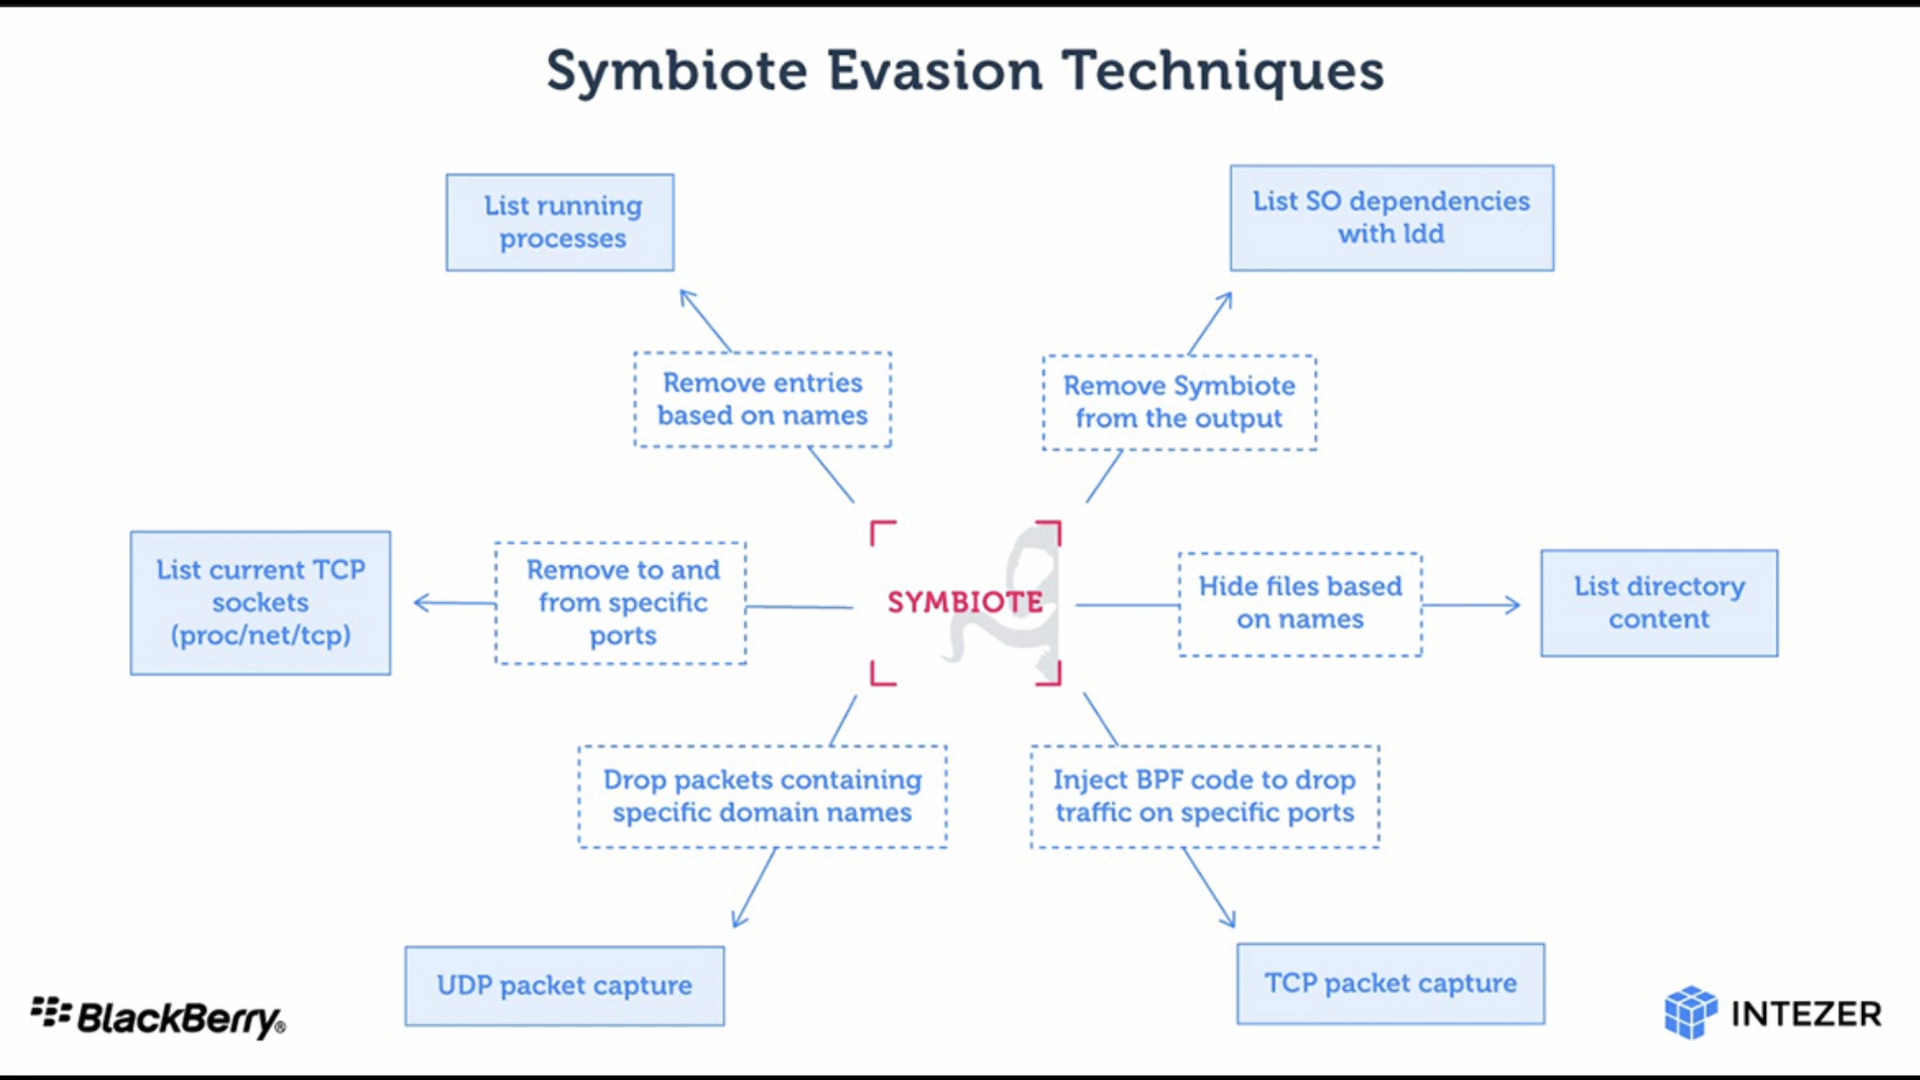 Symbiote Evasion Techniques
List running
processes
List SO dependencies
with ldd
Remove entries
based on names
Remove Symbiote
from the output
List current TCP
sockets
(proc/net/tcp)
Remove to and
from specific
ports
SYMBIOTE
Hide files based
on names
List directory
content
Drop packets containing
specific domain names
Inject BPF code to drop
traffic on specific ports
UDP packet capture
TCP packet capture
BlackBerry®
INTEZER